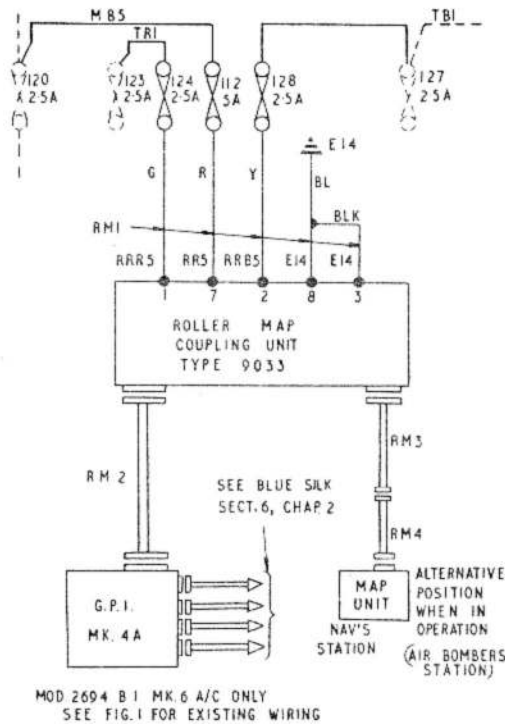 M85
TB1
TR1
120
2·5A
123
2·5A
124
2·5A
112
5A
128
2·5A
127
2·5A
E14
G
R
Y
BL
BLK
RM1
RRR5
RR5
RRB5
E14
E14
1
7
2
8
3
ROLLER MAP
COUPLING UNIT
TYPE 9033
RM2
RM3
SEE BLUE SILK
SECT.6, CHAP.2
RM4
G.P.I.
MK.4A
MAP
UNIT
NAV'S
STATION
ALTERNATIVE
POSITION
WHEN IN
OPERATION
(AIR BOMBERS
STATION)
MOD 2694 B1 MK.6 A/C ONLY
SEE FIG.1 FOR EXISTING WIRING